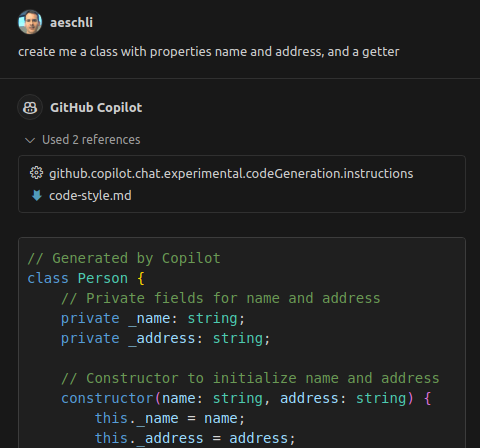 aeschli
create me a class with properties name and address, and a getter
GitHub Copilot
Used 2 references
github.copilot.chat.experimental.codeGeneration.instructions
code-style.md
// Generated by Copilot
class Person {
    // Private fields for name and address
    private _name: string;
    private _address: string;

    // Constructor to initialize name and address
    constructor(name: string, address: string) {
        this._name = name;
        this._address = address;